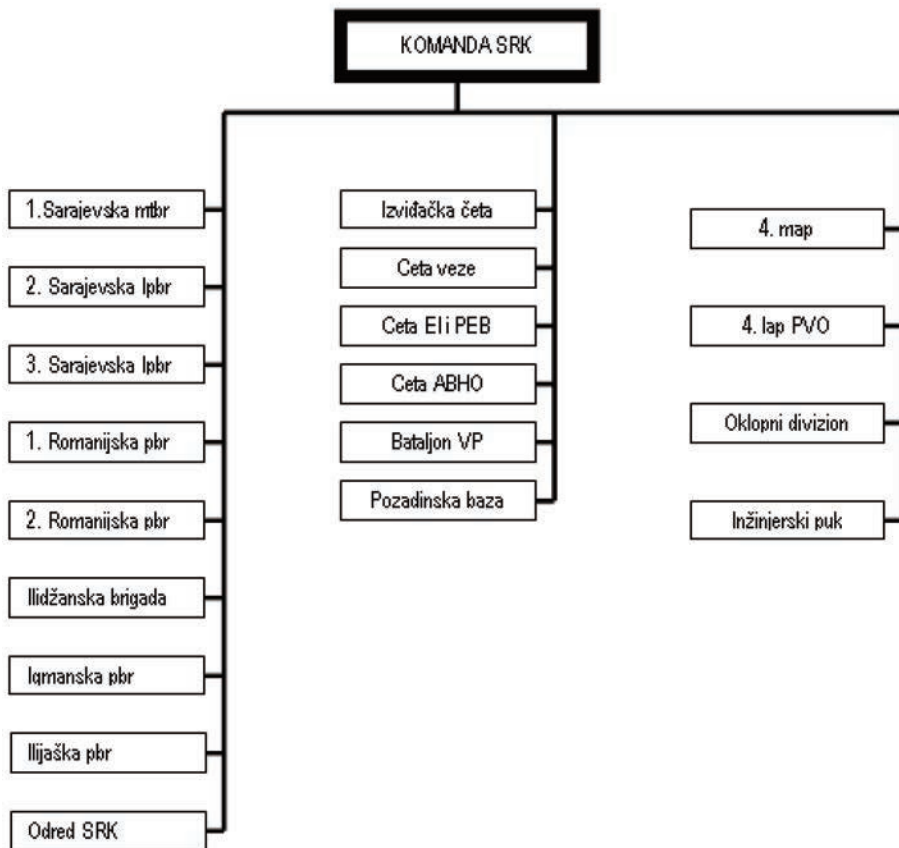 KOMANDA SRK
1.Sarajevska mtbr
2. Sarajevska lpbr
3. Sarajevska lpbr
1. Romanijska pbr
2. Romanijska pbr
Ilidžanska brigada
Igmanska pbr
Ilijaška pbr
Odred SRK
Izviđačka četa
Ceta veze
Ceta EI i PEB
Ceta ABHO
Bataljon VP
Pozadinska baza
4. map
4. lap PVO
Oklopni divizion
Inžinjerski puk